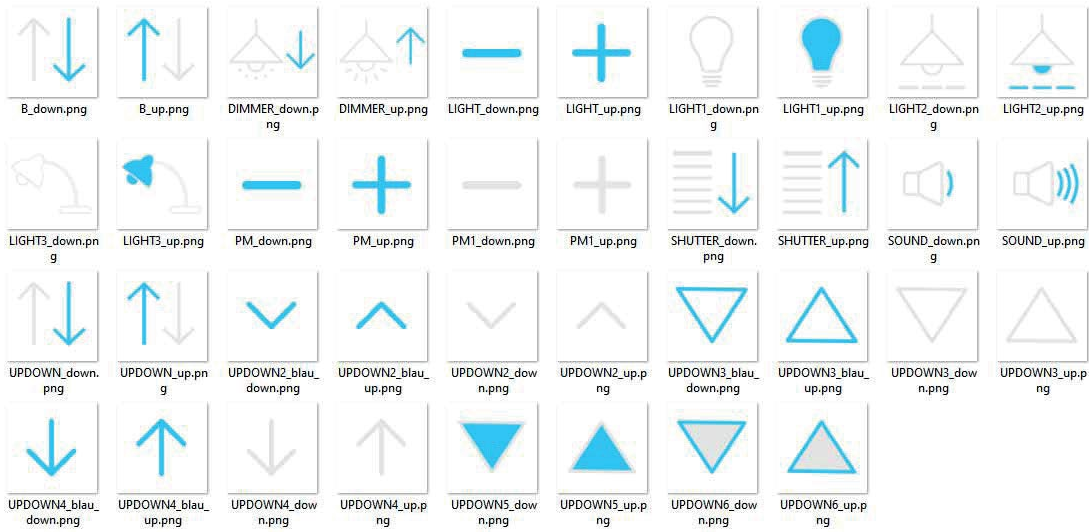 B_down.png B_up.png DIMMER_down.p DIMMER_up.png LIGHT_down.png LIGHT_up.png LIGHT1_down.pn LIGHT1_up.png LIGHT2_down.pn LIGHT2_up.png
ng g g
LIGHT3_down.pn LIGHT3_up.png PM_down.png PM_up.png PM1_down.png PM1_up.png SHUTTER_down. SHUTTER_up.png SOUND_down.pn SOUND_up.png
g png g
UPDOWN_down. UPDOWN_up.pn UPDOWN2_blau_ UPDOWN2_blau_ UPDOWN2_dow UPDOWN2_up.p UPDOWN3_blau_ UPDOWN3_blau_ UPDOWN3_dow UPDOWN3_up.p
png g down.png up.png n.png ng down.png up.png n.png ng
UPDOWN4_blau_ UPDOWN4_blau_ UPDOWN4_dow UPDOWN4_up.p UPDOWN5_dow UPDOWN5_up.p UPDOWN6_dow UPDOWN6_up.p
down.png up.png n.png ng n.png ng n.png ng